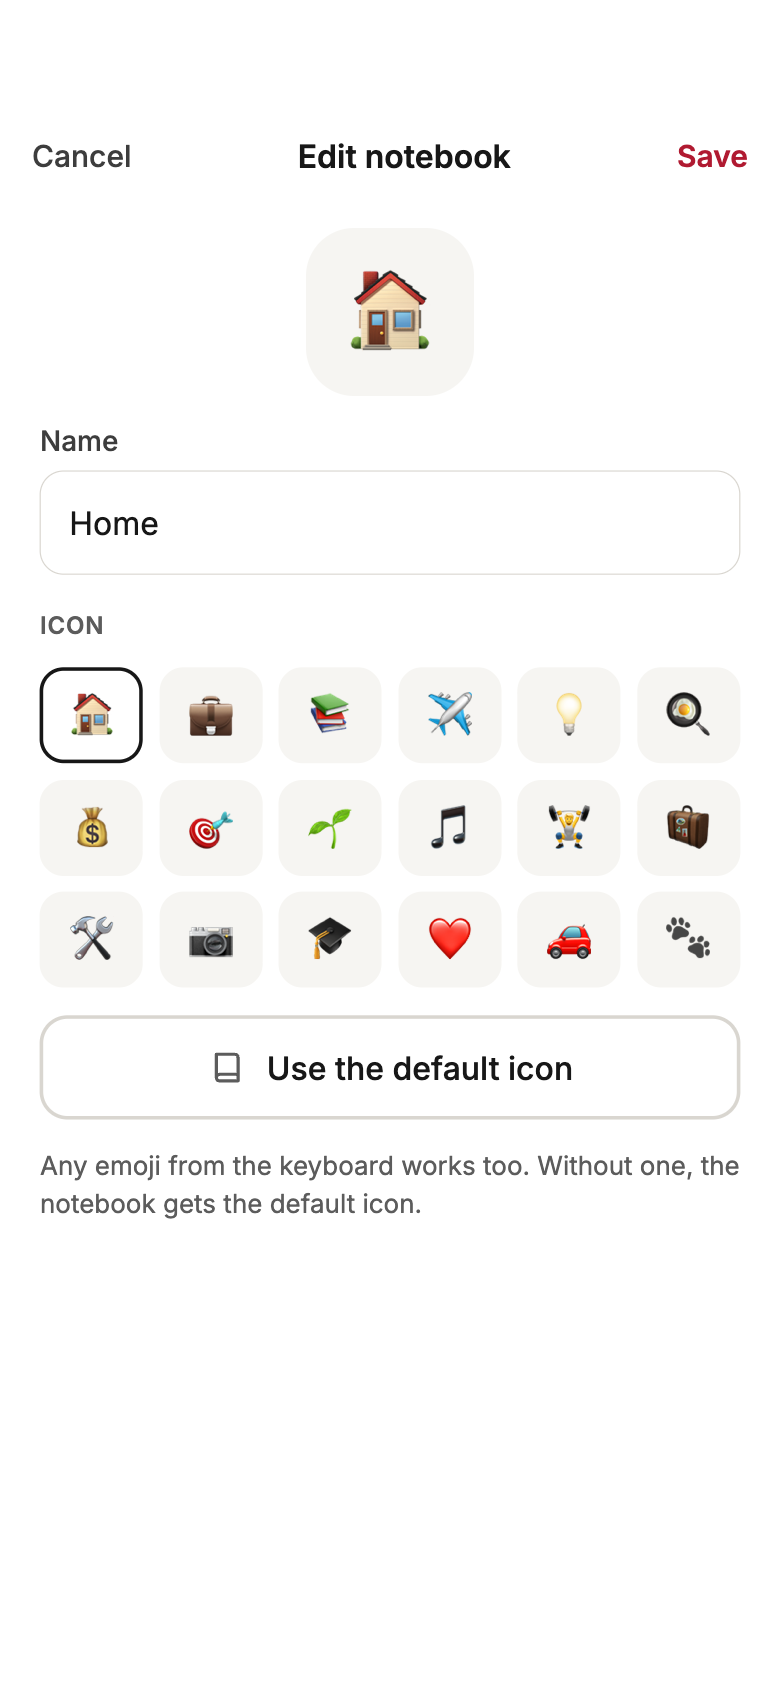 Cancel
Edit notebook
Save
Name
Home
ICON
Use the default icon
Any emoji from the keyboard works too. Without one, the
notebook gets the default icon.